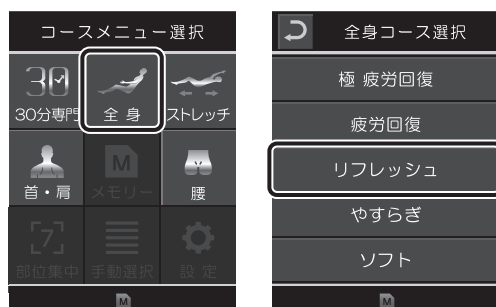 コースメニュー選択
30
30分専門
全身
ストレッチ
首・肩
M
メモリー
腰
[7]
部位集中
手動選択
設定
M
全身コース選択
極 疲労回復
疲労回復
リフレッシュ
やすらぎ
ソフト
M